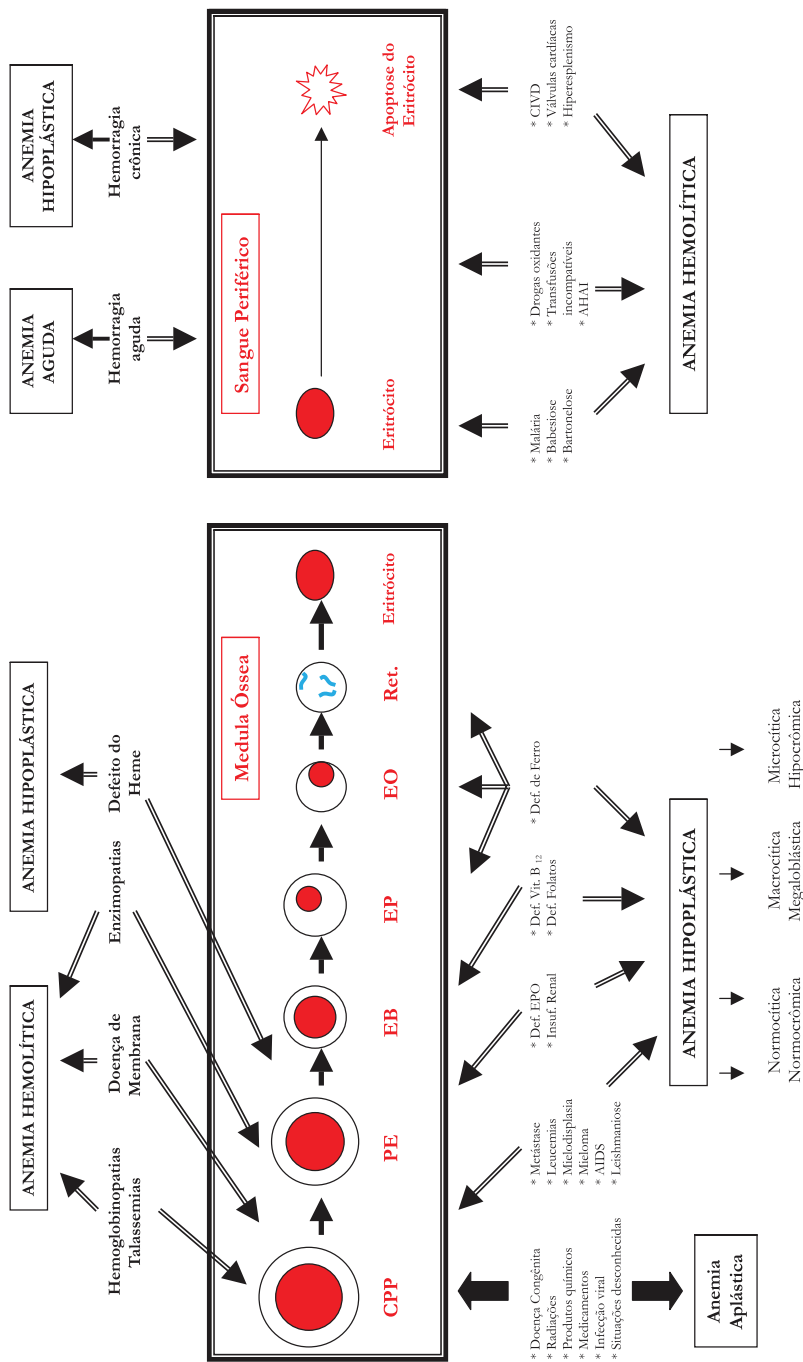 ANEMIA HEMOLÍTICA
ANEMIA HIPOPLÁSTICA
ANEMIA
AGUDA
ANEMIA
HIPOPLÁSTICA
Hemoglobinopatias
Talassemias
Doença de
Membrana
Enzimopatias
Defeito do
Heme
Hemorragia
aguda
Hemorragia
crônica
Medula Óssea
CPP
PE
EB
EP
EO
Ret.
Eritrócito
Sangue Periférico
Eritrócito
Apoptose do
Eritrócito
* Doença Congênita
* Radiações
* Produtos químicos
* Medicamentos
* Infecção viral
* Situações desconhecidas
* Metástase
* Leucemias
* Mielodisplasia
* Mieloma
* AIDS
* Leishmaniose
* Def. EPO
* Insuf. Renal
* Def. Vit. B 12
* Def. Folatos
* Def. de Ferro
* Malária
* Babesiose
* Bartonelose
* Drogas oxidantes
* Transfusões
incompatíveis
* AHAI
* CIVD
* Válvulas cardíacas
* Hiperesplenismo
Anemia
Aplástica
ANEMIA HIPOPLÁSTICA
ANEMIA HEMOLÍTICA
Normocítica
Normocrômica
Macrocítica
Megaloblástica
Microcítica
Hipocrômica